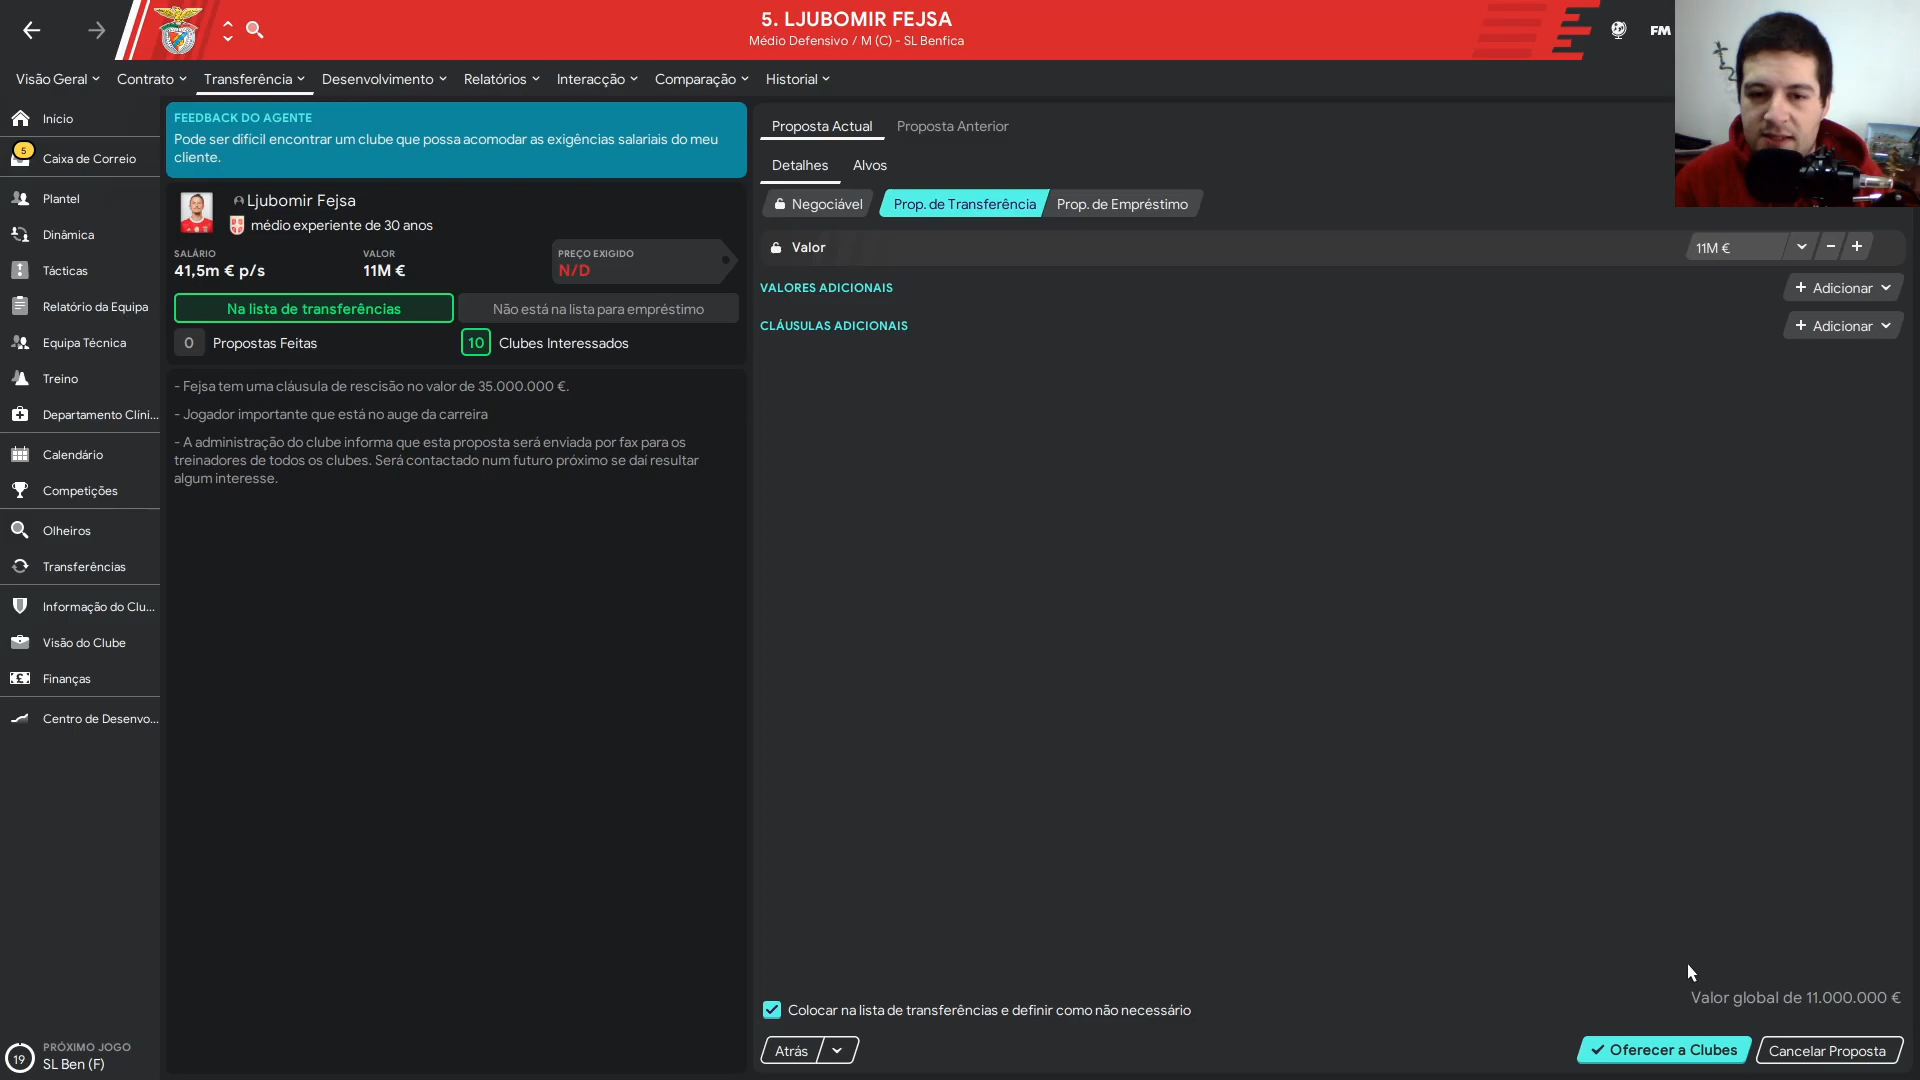 5. LJUBOMIR FEJSA
Médio Defensivo / M (C) - SL Benfica
FM
Visão Geral
Contrato
Transferência
Desenvolvimento
Relatórios
Interacção
Comparação
Historial
Início
5
Caixa de Correio
Plantel
Dinâmica
Tácticas
Relatório da Equipa
Equipa Técnica
Treino
Departamento Clíni...
Calendário
Competições
Olheiros
Transferências
Informação do Clu...
Visão do Clube
Finanças
Centro de Desenvo...
19
PRÓXIMO JOGO
SL Ben (F)
FEEDBACK DO AGENTE
Pode ser difícil encontrar um clube que possa acomodar as exigências salariais do meu
cliente.
Ljubomir Fejsa
médio experiente de 30 anos
SALÁRIO
41,5m € p/s
VALOR
11M €
PREÇO EXIGIDO
N/D
Na lista de transferências
Não está na lista para empréstimo
0 Propostas Feitas
10 Clubes Interessados
- Fejsa tem uma cláusula de rescisão no valor de 35.000.000 €.
- Jogador importante que está no auge da carreira
- A administração do clube informa que esta proposta será enviada por fax para os
treinadores de todos os clubes. Será contactado num futuro próximo se daí resultar
algum interesse.
Proposta Actual
Proposta Anterior
Detalhes
Alvos
Negociável
Prop. de Transferência
Prop. de Empréstimo
Valor
11M €
VALORES ADICIONAIS
+ Adicionar
CLÁUSULAS ADICIONAIS
+ Adicionar
Valor global de 11.000.000 €
Colocar na lista de transferências e definir como não necessário
Atrás
Oferecer a Clubes
Cancelar Proposta